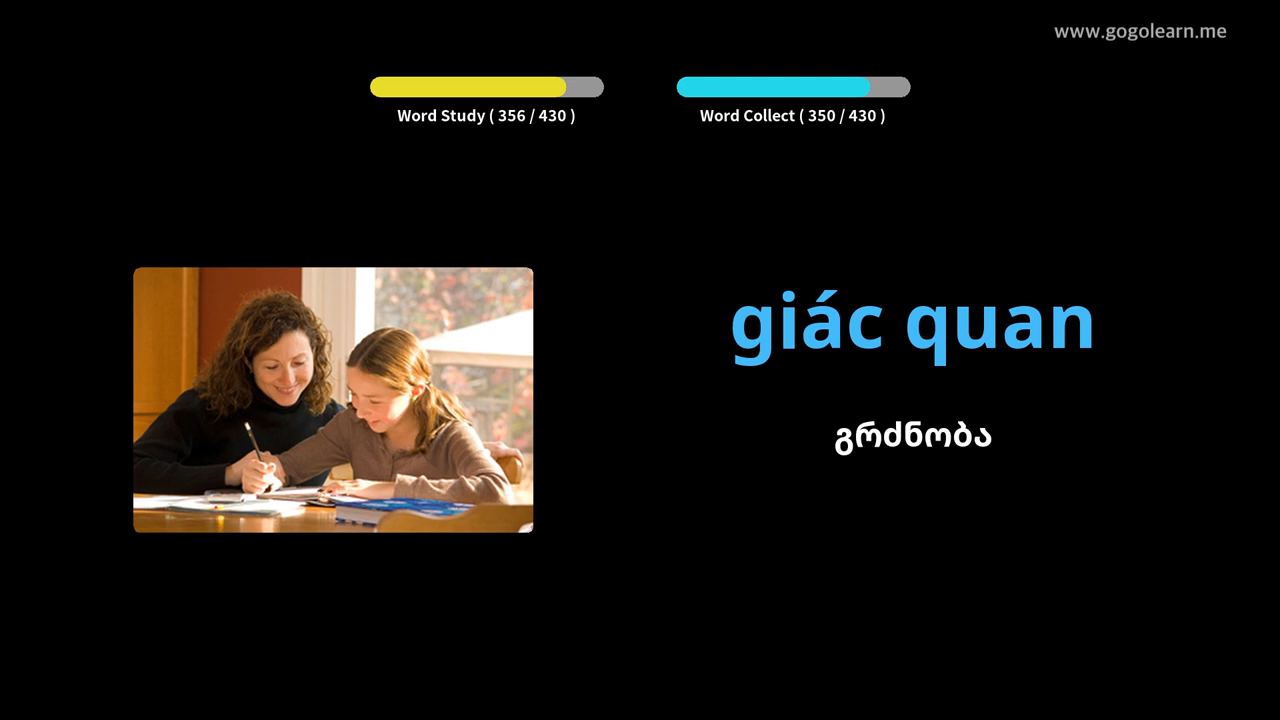 www.gogolearn.me
Word Study ( 356 / 430 )
Word Collect ( 350 / 430 )
giác quan
გრძნობა